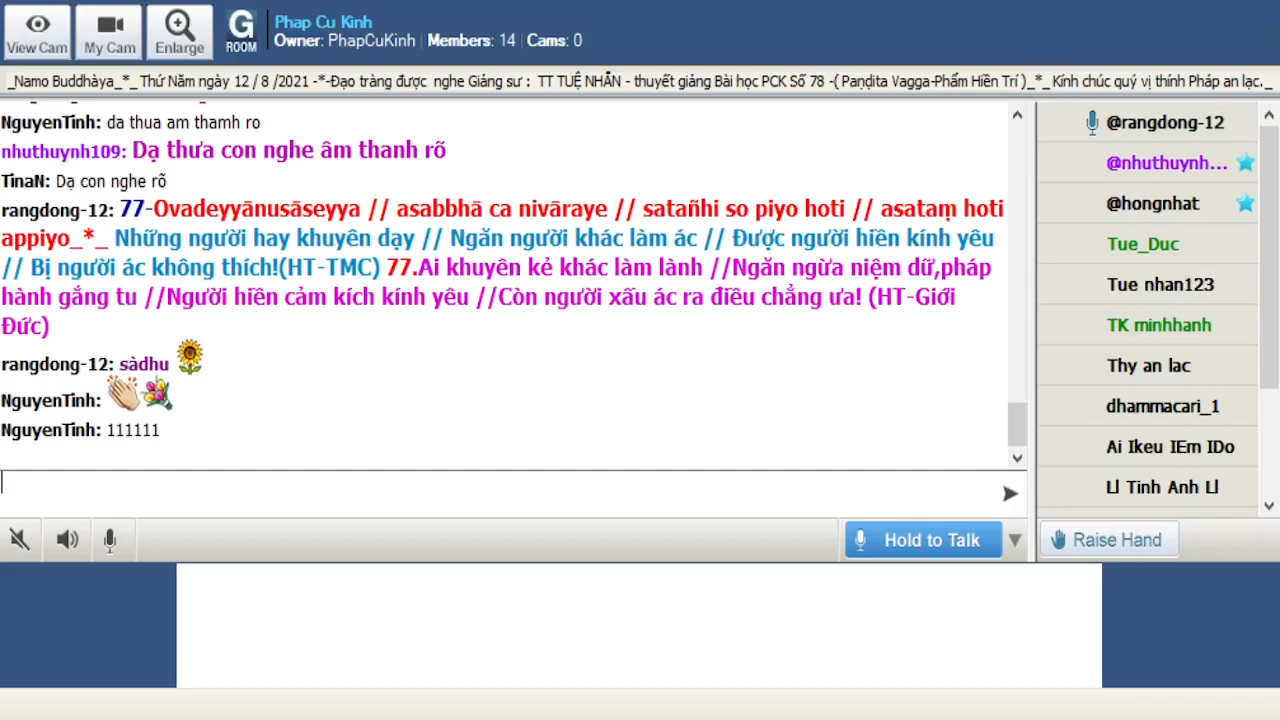 View Cam
My Cam
Enlarge
G
ROOM
Phap Cu Kinh
Owner: PhapCuKinh | Members: 14 | Cams: 0
_Namo Buddhàya_*_ Thứ Năm ngày 12 / 8 /2021 -*-Đạo tràng được nghe Giảng sư : TT TUỆ NHẪN - thuyết giảng Bài học PCK Số 78 -( Paṇḍita Vagga-Phẩm Hiền Trí )_*_ Kính chúc quý vị thính Pháp an lạc._
NguyenTinh: da thua am thamh ro
nhuthuynh109: Dạ thưa con nghe âm thanh rõ
TinaN: Dạ con nghe rõ
rangdong-12: 77-Ovadeyyānusāseyya // asabbhā ca nivāraye // satañhi so piyo hoti // asataṃ hoti
appiyo_*_ Những người hay khuyên dạy // Ngăn người khác làm ác // Được người hiền kính yêu
// Bị người ác không thích!(HT-TMC) 77.Ai khuyên kẻ khác làm lành //Ngăn ngừa niệm dữ,pháp
hành gắng tu //Người hiền cảm kích kính yêu //Còn người xấu ác ra điều chẳng ưa! (HT-Giới
Đức)
rangdong-12: sàdhu
NguyenTinh:
NguyenTinh: 111111
@rangdong-12
@nhuthuynh...
@hongnhat
Tue_Duc
Tue nhan123
TK minhhanh
Thy an lac
dhammacari_1
Ai Ikeu IEm IDo
Ll Tinh Anh Ll
Hold to Talk
Raise Hand